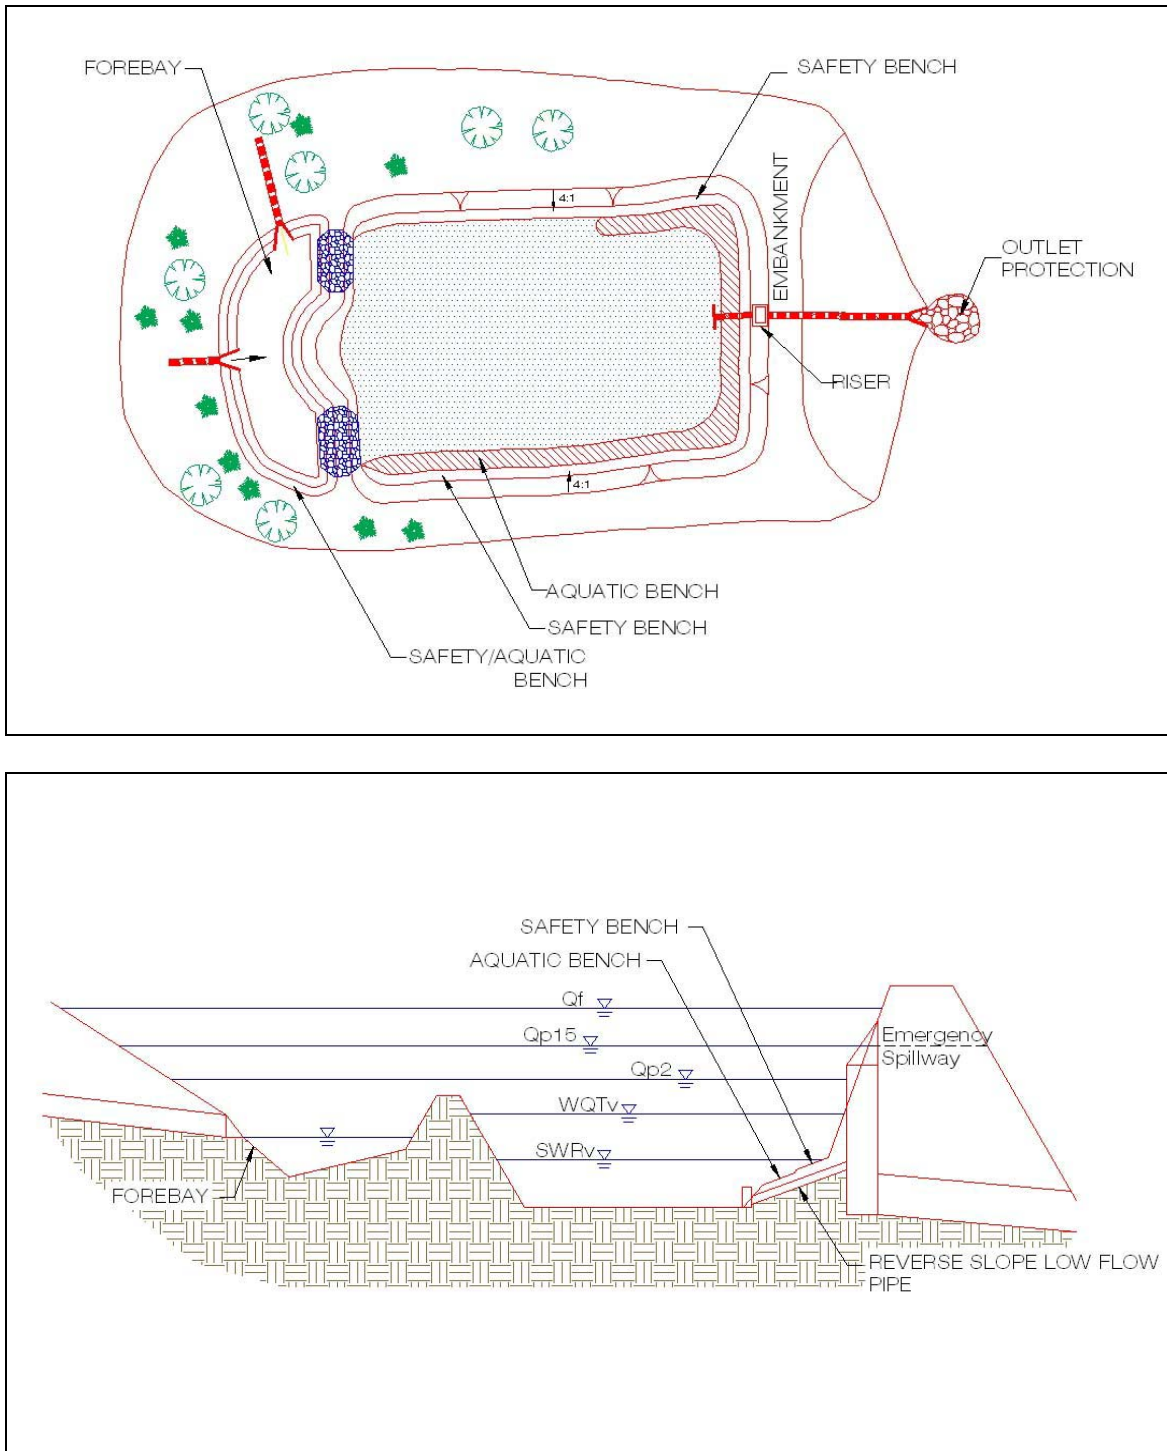 FOREBAY
SAFETY BENCH
4:1
EMBANKMENT
OUTLET
PROTECTION
RISER
4:1
AQUATIC BENCH
SAFETY BENCH
SAFETY/AQUATIC
BENCH
SAFETY BENCH
AQUATIC BENCH
Qf
Qp15
Emergency
Spillway
Qp2
WQTv
SWRv
FOREBAY
REVERSE SLOPE LOW FLOW
PIPE